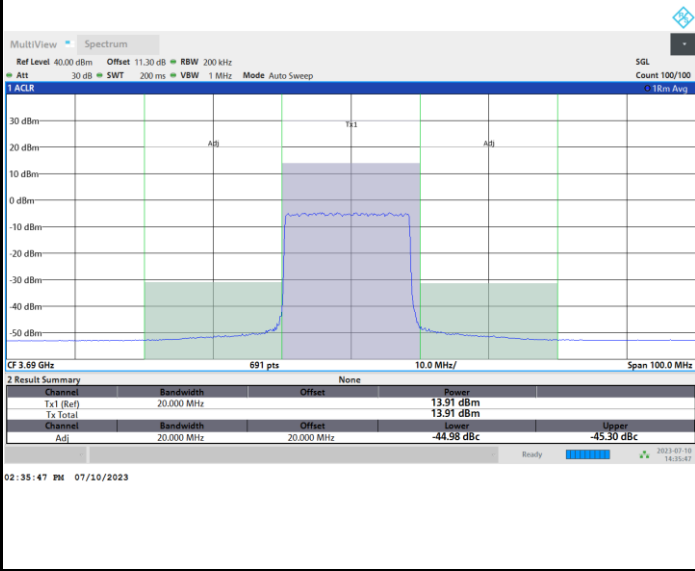 MultiView Spectrum
Ref Level 40.00 dBm Offset 11.30 dB RBW 200 kHz SGL
Att 30 dB SWT 200 ms VBW 1 MHz Mode Auto Sweep Count 100/100
1 ACLR 1Rm Avg
30 dBm
Tx1
20 dBm
Adj Adj
10 dBm
0 dBm
-10 dBm
-20 dBm
-30 dBm
-40 dBm
-50 dBm
CF 3.69 GHz 691 pts 10.0 MHz/ Span 100.0 MHz
2 Result Summary None
Channel Bandwidth Offset Power
Tx1 (Ref) 20.000 MHz 13.91 dBm
Tx Total 13.91 dBm
Channel Bandwidth Offset Lower Upper
Adj 20.000 MHz 20.000 MHz -44.98 dBc -45.30 dBc
Ready 2023-07-10
14:35:47
02:35:47 PM 07/10/2023